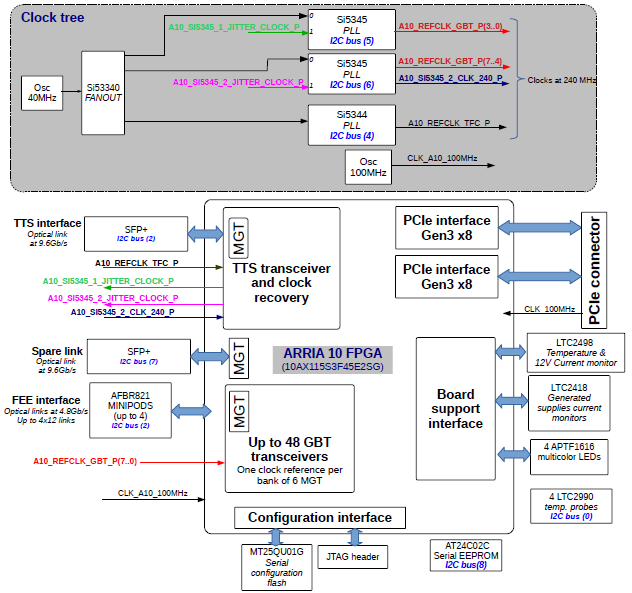 Clock tree
Osc
40MHz
Si53340
FANOUT
A10_SI5345_1_JITTER_CLOCK_P
A10_SI5345_2_JITTER_CLOCK_P
0
1
Si5345
PLL
I2C bus (5)
0
1
Si5345
PLL
I2C bus (6)
Si5344
PLL
I2C bus (4)
Osc
100MHz
A10_REFCLK_GBT_P(3..0)
A10_REFCLK_GBT_P(7..4)
A10_SI5345_2_CLK_240_P
A10_REFCLK_TFC_P
CLK_A10_100MHz
Clocks at 240 MHz
TTS interface
Optical link
at 9.6Gb/s
SFP+
I2C bus (2)
A10_REFCLK_TFC_P
A10_SI5345_1_JITTER_CLOCK_P
A10_SI5345_2_JITTER_CLOCK_P
A10_SI5345_2_CLK_240_P
MGT
TTS transceiver
and clock
recovery
PCIe interface
Gen3 x8
PCIe interface
Gen3 x8
PCIe connector
CLK_100MHz
Spare link
Optical link
at 9.6Gb/s
SFP+
I2C bus (7)
MGT
ARRIA 10 FPGA
(10AX115S3F45E2SG)
FEE interface
Optical links at 4.8Gb/s
Up to 4x12 links
AFBR821
MINIPODS
(up to 4)
I2C bus (2)
MGT
Up to 48 GBT
transceivers
One clock reference per
bank of 6 MGT
A10_REFCLK_GBT_P(7..0)
CLK_A10_100MHz
Board
support
interface
LTC2498
Temperature &
12V Current monitor
LTC2418
Generated
supplies current
monitors
4 APTF1616
multicolor LEDs
4 LTC2990
temp. probes
I2C bus (0)
Configuration interface
MT25QU01G
Serial
configuration
flash
JTAG header
AT24C02C
Serial EEPROM
I2C bus(8)